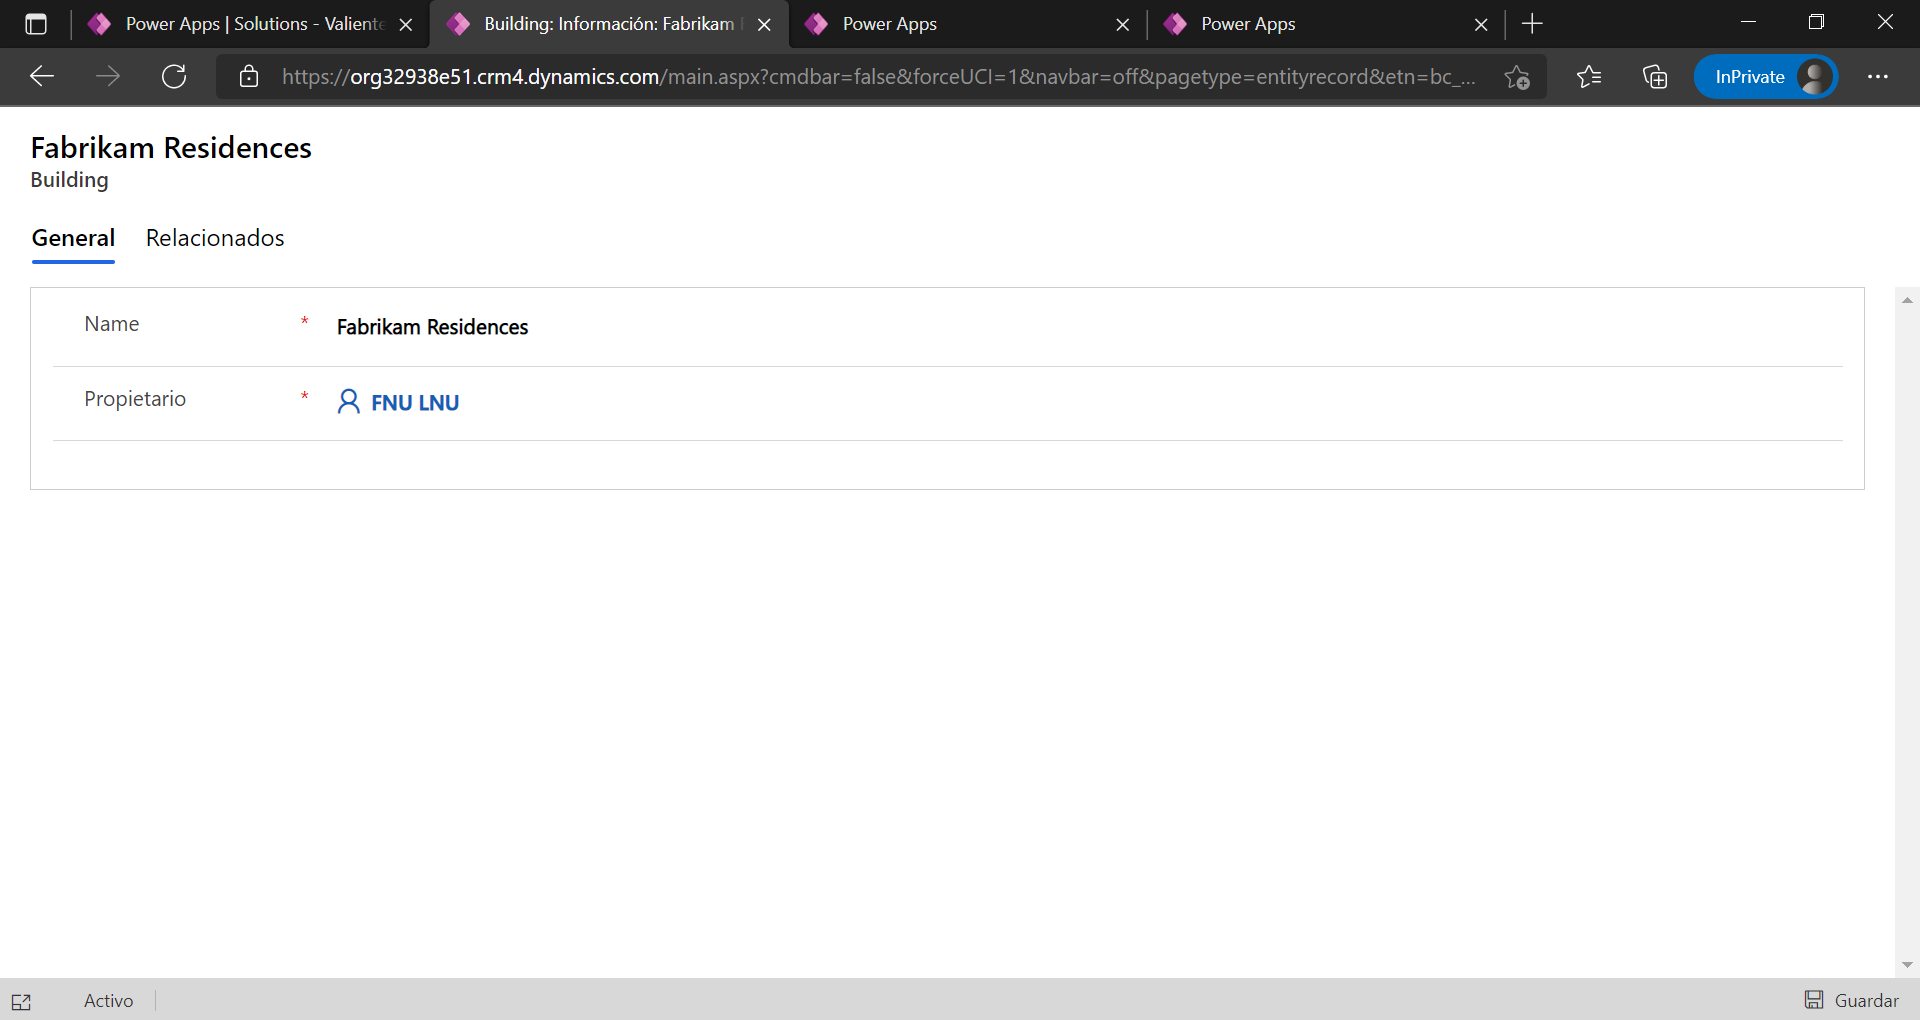 Power Apps | Solutions - Valiente
Building: Información: Fabrikam
Power Apps
Power Apps
https://org32938e51.crm4.dynamics.com/main.aspx?cmdbar=false&forceUCI=1&navbar=off&pagetype=entityrecord&etn=bc_...
InPrivate
Fabrikam Residences
Building
General Relacionados
Name * Fabrikam Residences
Propietario * FNU LNU
Activo
Guardar